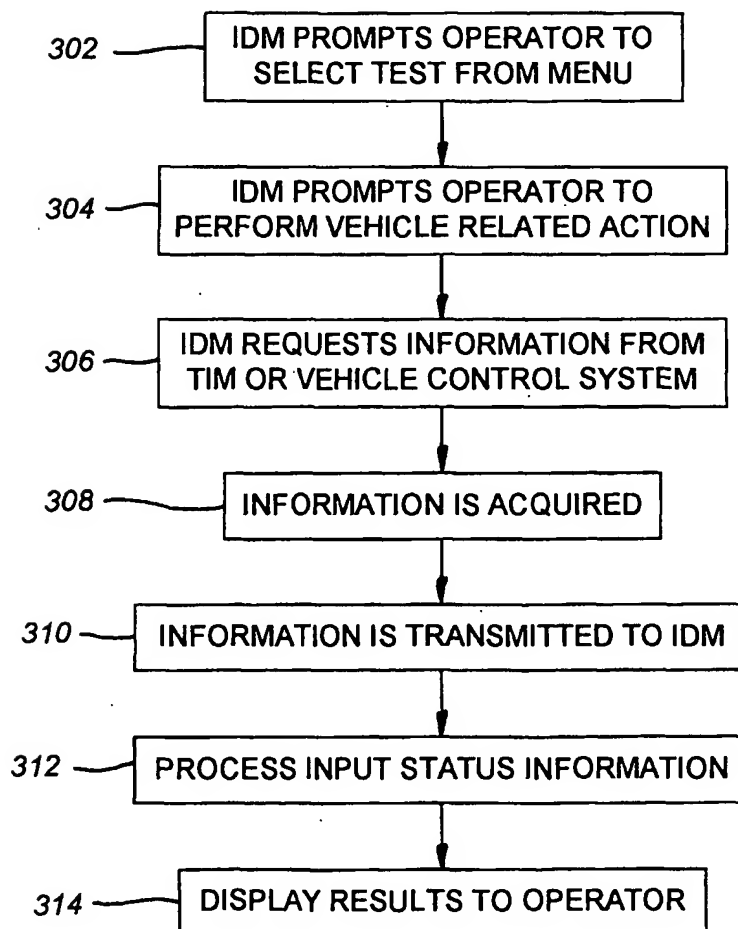 302
IDM PROMPTS OPERATOR TO
SELECT TEST FROM MENU
304
IDM PROMPTS OPERATOR TO
PERFORM VEHICLE RELATED ACTION
306
IDM REQUESTS INFORMATION FROM
TIM OR VEHICLE CONTROL SYSTEM
308
INFORMATION IS ACQUIRED
310
INFORMATION IS TRANSMITTED TO IDM
312
PROCESS INPUT STATUS INFORMATION
314
DISPLAY RESULTS TO OPERATOR